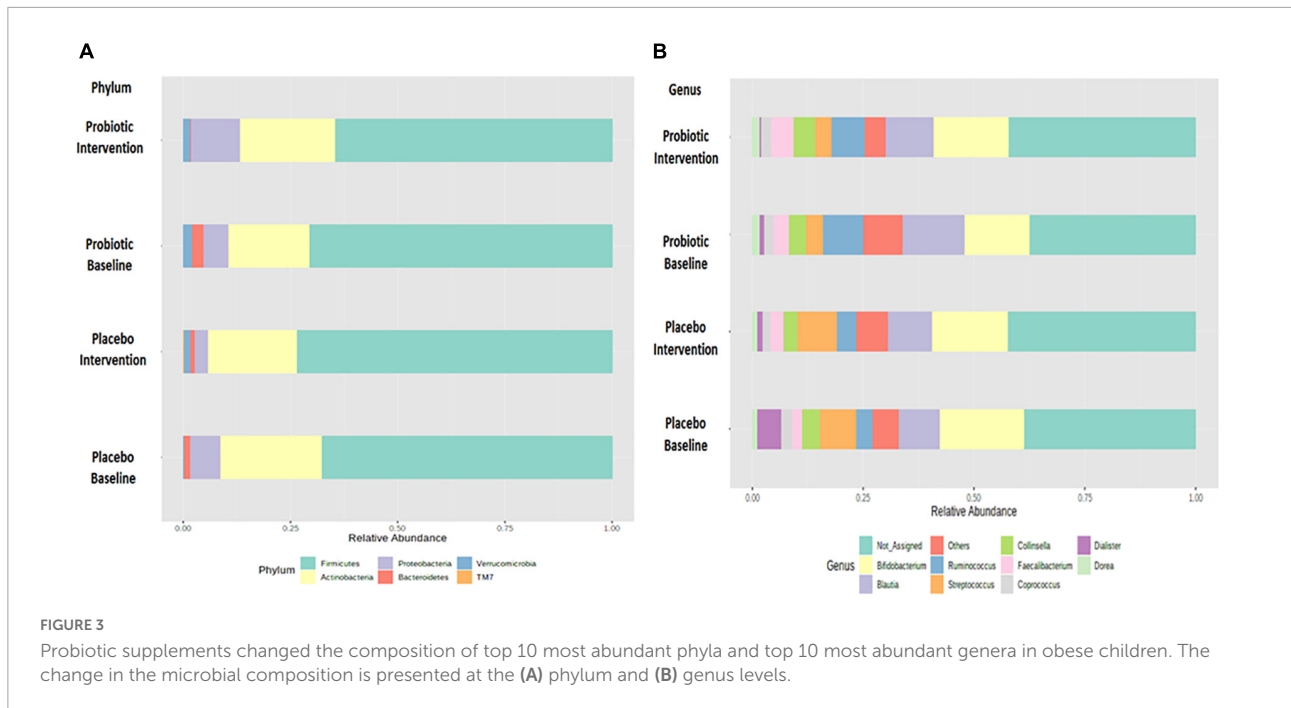 A
Phylum
Probiotic
Intervention
Probiotic
Baseline
Placebo
Intervention
Placebo
Baseline
0.00 0.25 0.50 0.75 1.00
Relative Abundance
Phylum
Firmicutes Proteobacteria Verrucomicrobia
Actinobacteria Bacteroidetes TM7
B
Genus
Probiotic
Intervention
Probiotic
Baseline
Placebo
Intervention
Placebo
Baseline
0.00 0.25 0.50 0.75 1.00
Relative Abundance
Genus
Not_Assigned Others Collinsella Dialister
Bifidobacterium Ruminococcus Faecalibacterium Dorea
Blautia Streptococcus Coprococcus
FIGURE 3
Probiotic supplements changed the composition of top 10 most abundant phyla and top 10 most abundant genera in obese children. The
change in the microbial composition is presented at the (A) phylum and (B) genus levels.